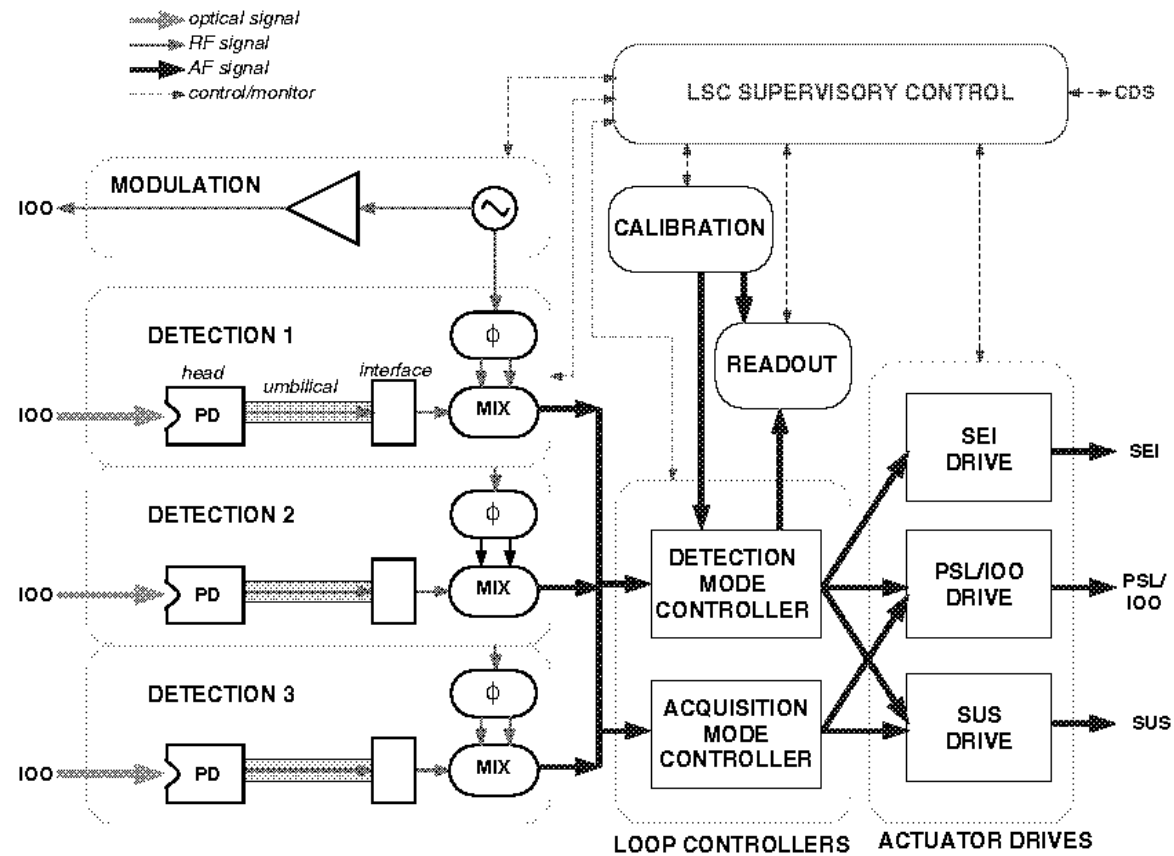 optical signal
RF signal
AF signal
control/monitor
LSC SUPERVISORY CONTROL
CDS
MODULATION
IOO
CALIBRATION
DETECTION 1
ϕ
READOUT
head
umbilical
interface
IOO
PD
MIX
SEI
DRIVE
SEI
DETECTION 2
ϕ
IOO
PD
MIX
DETECTION
MODE
CONTROLLER
PSL/IOO
DRIVE
PSL/
IOO
DETECTION 3
ϕ
IOO
PD
MIX
ACQUISITION
MODE
CONTROLLER
SUS
DRIVE
SUS
LOOP CONTROLLERS
ACTUATOR DRIVES